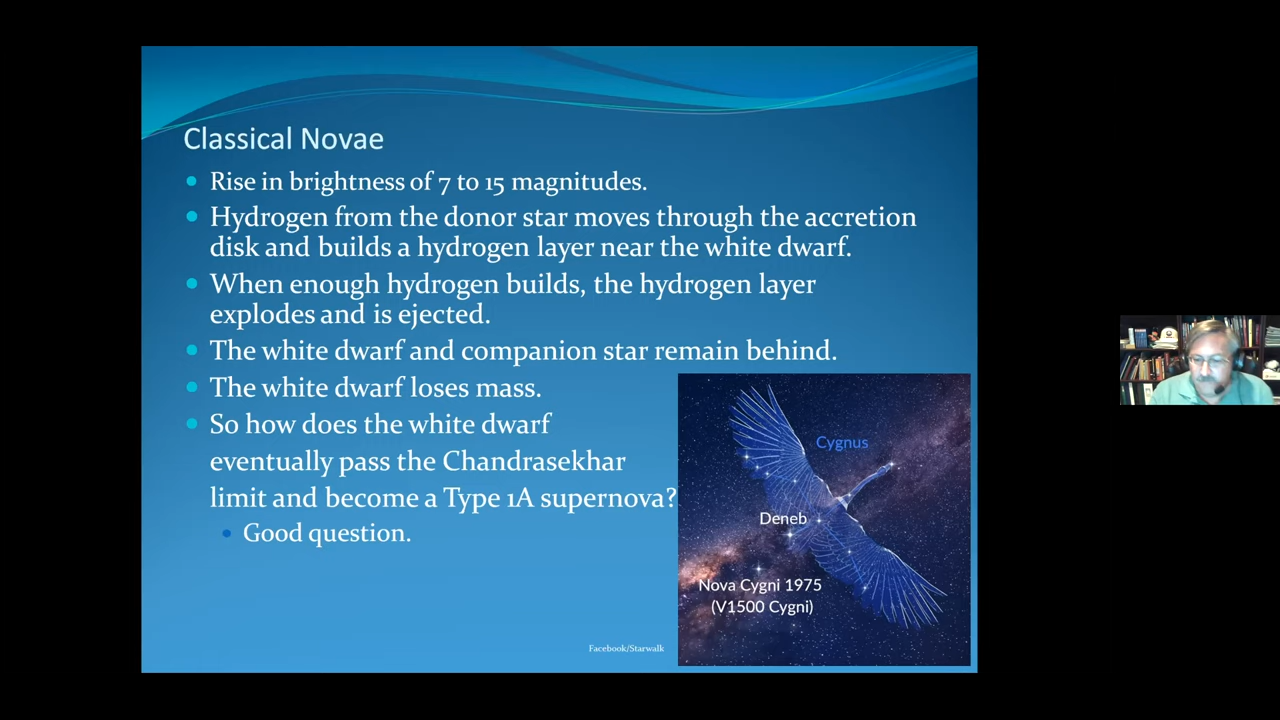 Classical Novae
Rise in brightness of 7 to 15 magnitudes.
Hydrogen from the donor star moves through the accretion
disk and builds a hydrogen layer near the white dwarf.
When enough hydrogen builds, the hydrogen layer
explodes and is ejected.
The white dwarf and companion star remain behind.
The white dwarf loses mass.
So how does the white dwarf
eventually pass the Chandrasekhar
limit and become a Type 1A supernova?
Good question.
Cygnus
Deneb
Nova Cygni 1975
(V1500 Cygni)
Facebook/Starwalk